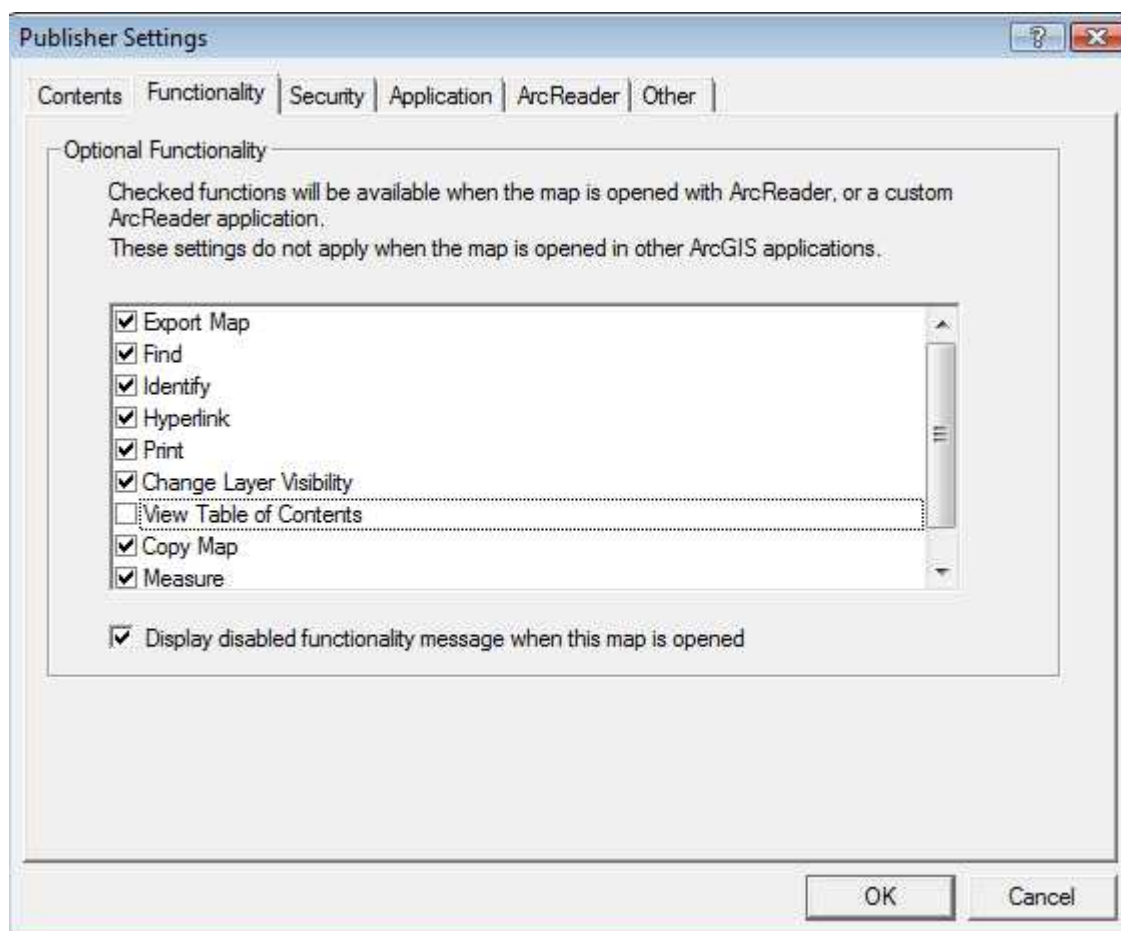 Publisher Settings
Contents Functionality Security Application ArcReader Other
Optional Functionality
Checked functions will be available when the map is opened with ArcReader, or a custom
ArcReader application.
These settings do not apply when the map is opened in other ArcGIS applications.
Export Map
Find
Identify
Hyperlink
Print
Change Layer Visibility
View Table of Contents
Copy Map
Measure
Display disabled functionality message when this map is opened
OK Cancel